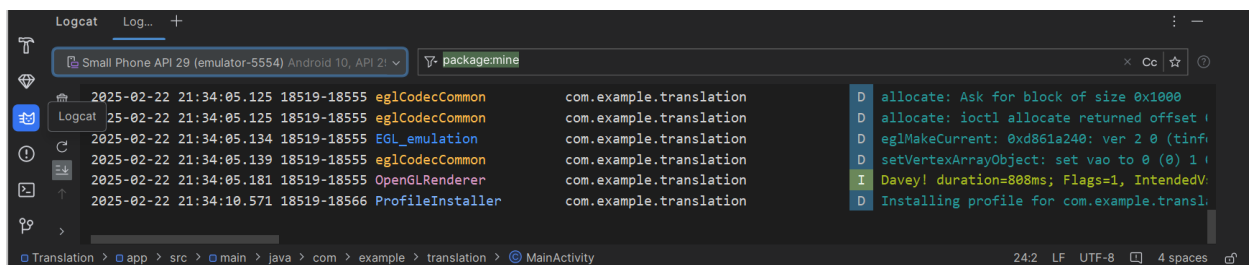 Logcat Log...
Small Phone API 29 (emulator-5554) Android 10, API 2
package:mine
Cc
Logcat
2025-02-22 21:34:05.125 18519-18555 eglCodecCommon com.example.translation D allocate: Ask for block of size 0x1000
2025-02-22 21:34:05.125 18519-18555 eglCodecCommon com.example.translation D allocate: ioctl allocate returned offset
2025-02-22 21:34:05.134 18519-18555 EGL_emulation com.example.translation D eglMakeCurrent: 0xd861a240: ver 2 0 (tinf
2025-02-22 21:34:05.139 18519-18555 eglCodecCommon com.example.translation D setVertexArrayObject: set vao to 0 (0) 1
2025-02-22 21:34:05.181 18519-18555 OpenGLRenderer com.example.translation I Davey! duration=808ms; Flags=1, IntendedV
2025-02-22 21:34:10.571 18519-18566 ProfileInstaller com.example.translation D Installing profile for com.example.transl
Translation > app > src > main > java > com > example > translation > MainActivity 24:2 LF UTF-8 4 spaces